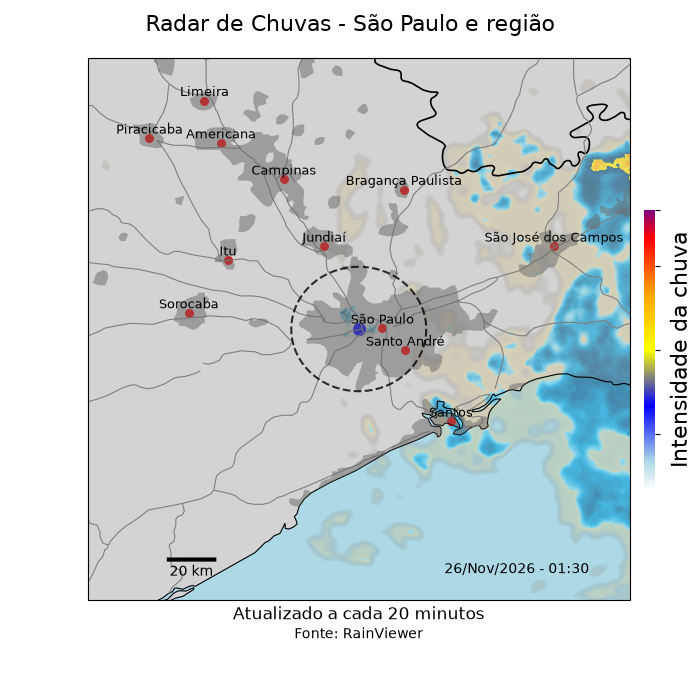 Radar de Chuvas - São Paulo e região
Limeira
Piracicaba
Americana
Campinas
Bragança Paulista
Jundiaí
São José dos Campos
Itu
Sorocaba
São Paulo
Santo André
Santos
Intensidade da chuva
20 km
26/Nov/2026 - 01:30
Atualizado a cada 20 minutos
Fonte: RainViewer